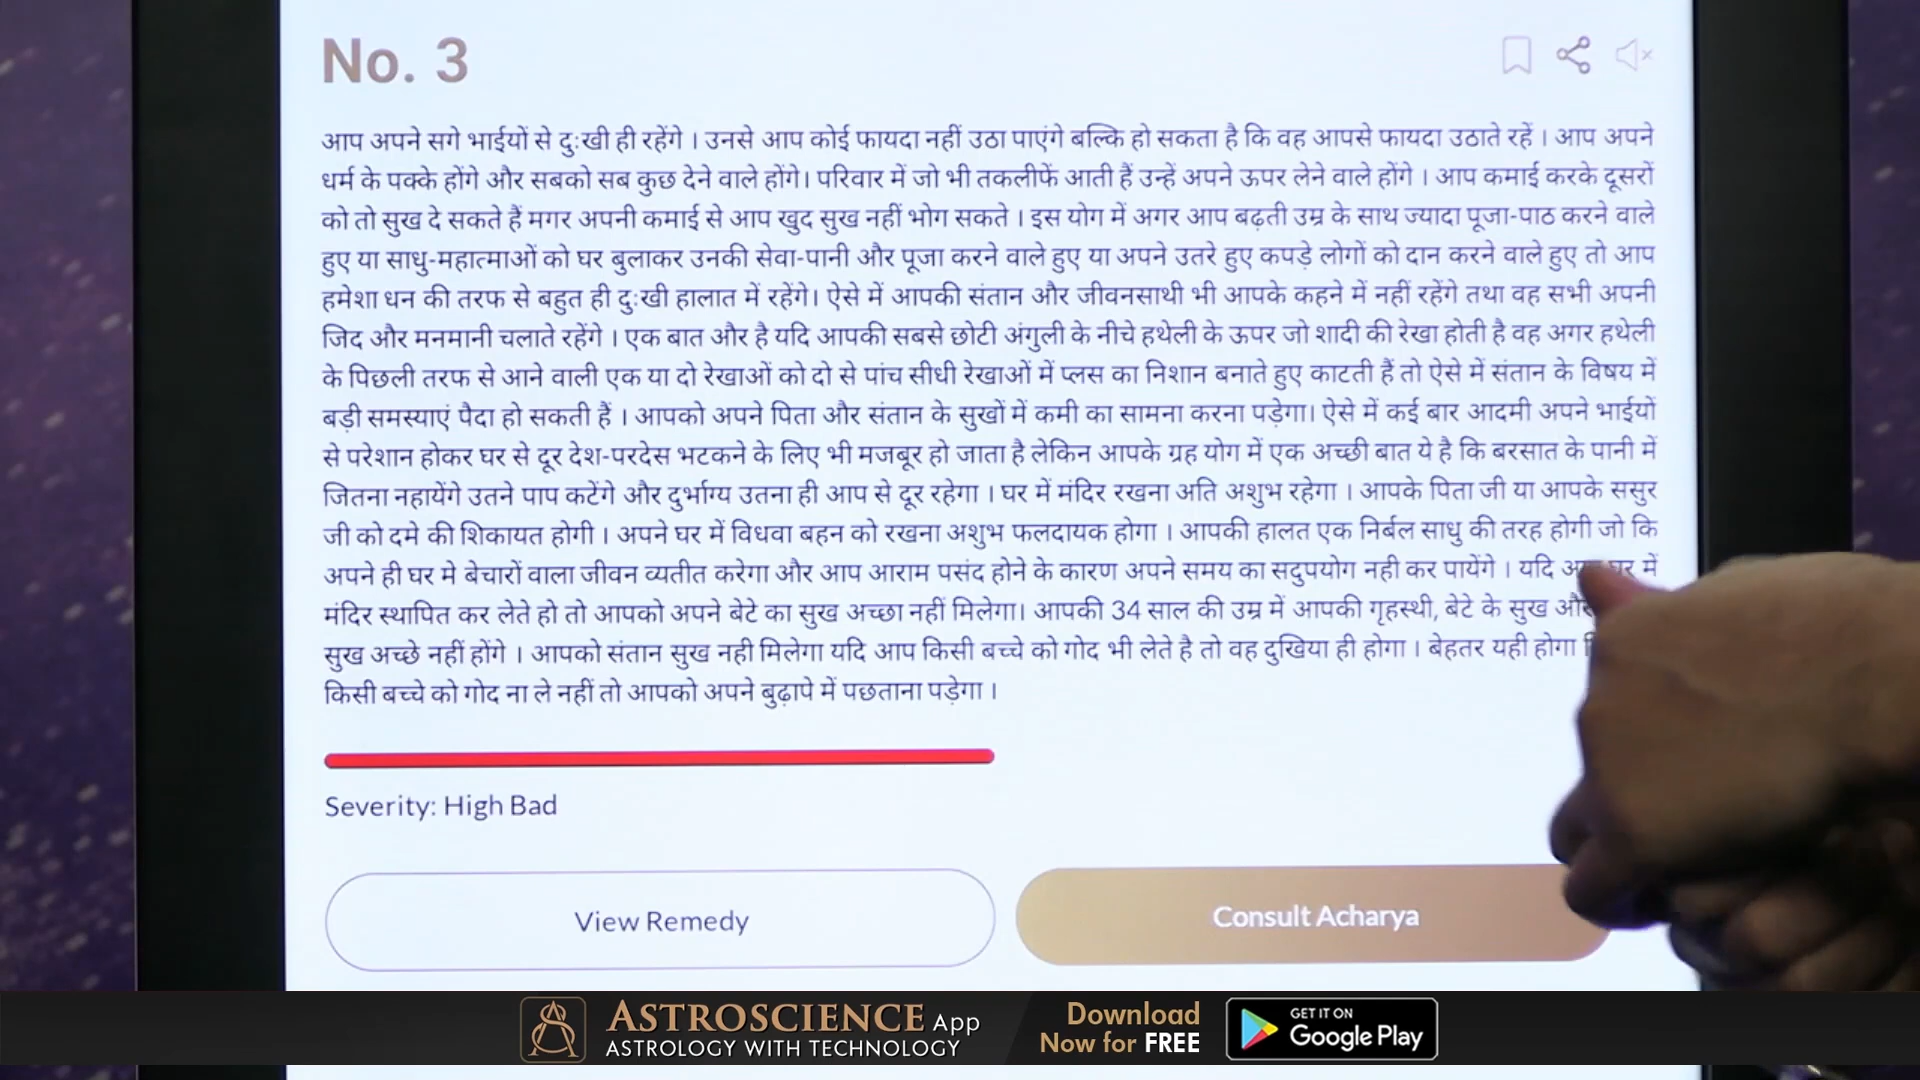 No. 3
आप अपने सगे भाईयों से दुःखी ही रहेंगे । उनसे आप कोई फायदा नहीं उठा पाएंगे बल्कि हो सकता है कि वह आपसे फायदा उठाते रहें । आप अपने
धर्म के पक्के होंगे और सबको सब कुछ देने वाले होंगे। परिवार में जो भी तकलीफें आती हैं उन्हें अपने ऊपर लेने वाले होंगे । आप कमाई करके दूसरों
को तो सुख दे सकते हैं मगर अपनी कमाई से आप खुद सुख नहीं भोग सकते । इस योग में अगर आप बढ़ती उम्र के साथ ज्यादा पूजा-पाठ करने वाले
हुए या साधु-महात्माओं को घर बुलाकर उनकी सेवा-पानी और पूजा करने वाले हुए या अपने उतरे हुए कपड़े लोगों को दान करने वाले हुए तो आप
हमेशा धन की तरफ से बहुत ही दुःखी हालात में रहेंगे। ऐसे में आपकी संतान और जीवनसाथी भी आपके कहने में नहीं रहेंगे तथा वह सभी अपनी
जिद और मनमानी चलाते रहेंगे । एक बात और है यदि आपकी सबसे छोटी अंगुली के नीचे हथेली के ऊपर जो शादी की रेखा होती है वह अगर हथेली
के पिछली तरफ से आने वाली एक या दो रेखाओं को दो से पांच सीधी रेखाओं में प्लस का निशान बनाते हुए काटती हैं तो ऐसे में संतान के विषय में
बड़ी समस्याएं पैदा हो सकती हैं । आपको अपने पिता और संतान के सुखों में कमी का सामना करना पड़ेगा। ऐसे में कई बार आदमी अपने भाईयों
से परेशान होकर घर से दूर देश-परदेस भटकने के लिए भी मजबूर हो जाता है लेकिन आपके ग्रह योग में एक अच्छी बात ये है कि बरसात के पानी में
जितना नहायेंगे उतने पाप कटेंगे और दुर्भाग्य उतना ही आप से दूर रहेगा । घर में मंदिर रखना अति अशुभ रहेगा । आपके पिता जी या आपके ससुर
जी को दमे की शिकायत होगी । अपने घर में विधवा बहन को रखना अशुभ फलदायक होगा । आपकी हालत एक निर्बल साधु की तरह होगी जो कि
अपने ही घर मे बेचारों वाला जीवन व्यतीत करेगा और आप आराम पसंद होने के कारण अपने समय का सदुपयोग नही कर पायेंगे । यदि घर में
मंदिर स्थापित कर लेते हो तो आपको अपने बेटे का सुख अच्छा नहीं मिलेगा। आपकी 34 साल की उम्र में आपकी गृहस्थी, बेटे के सुख
सुख अच्छे नहीं होंगे । आपको संतान सुख नही मिलेगा यदि आप किसी बच्चे को गोद भी लेते है तो वह दुखिया ही होगा । बेहतर यही होगा
किसी बच्चे को गोद ना ले नहीं तो आपको अपने बुढ़ापे में पछताना पड़ेगा ।
Severity: High Bad
View Remedy
Consult Acharya
ASTROSCIENCE App
ASTROLOGY WITH TECHNOLOGY
Download
Now for FREE
GET IT ON
Google Play